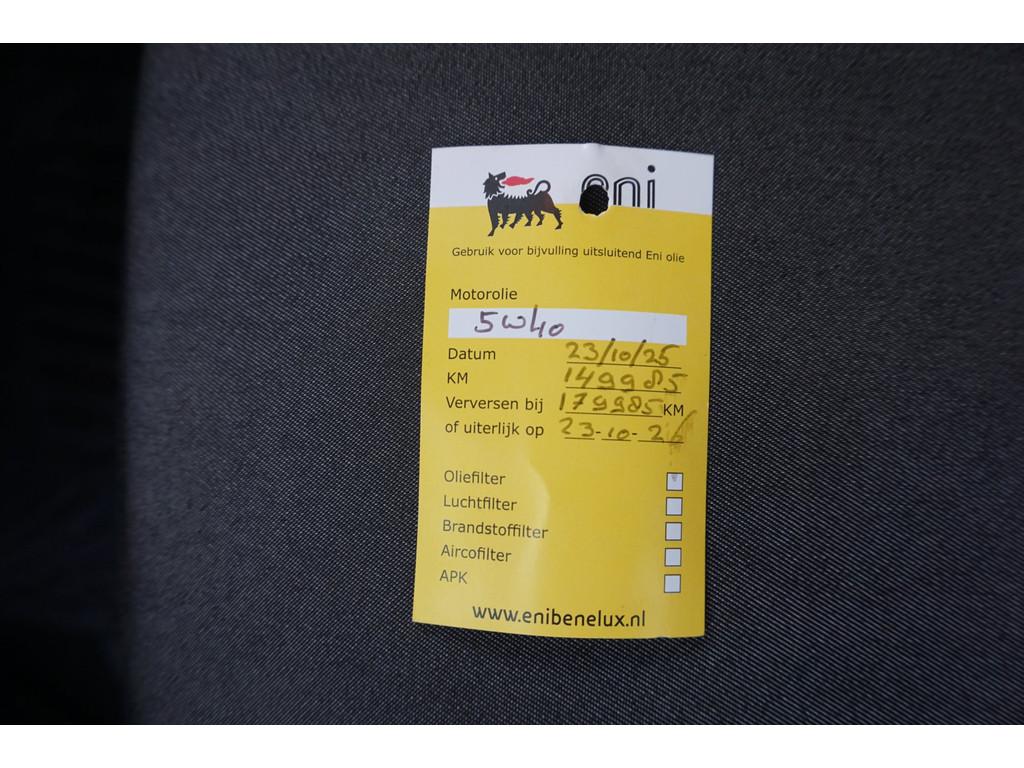 eni
Gebruik voor bijvulling uitsluitend Eni olie
Motorolie
5w40
Datum 23/10/25
KM 149985
Verversen bij 179985 KM
of uiterlijk op 23-10-26
Oliefilter
Luchtfilter
Brandstoffilter
Aircofilter
APK
www.enibenelux.nl